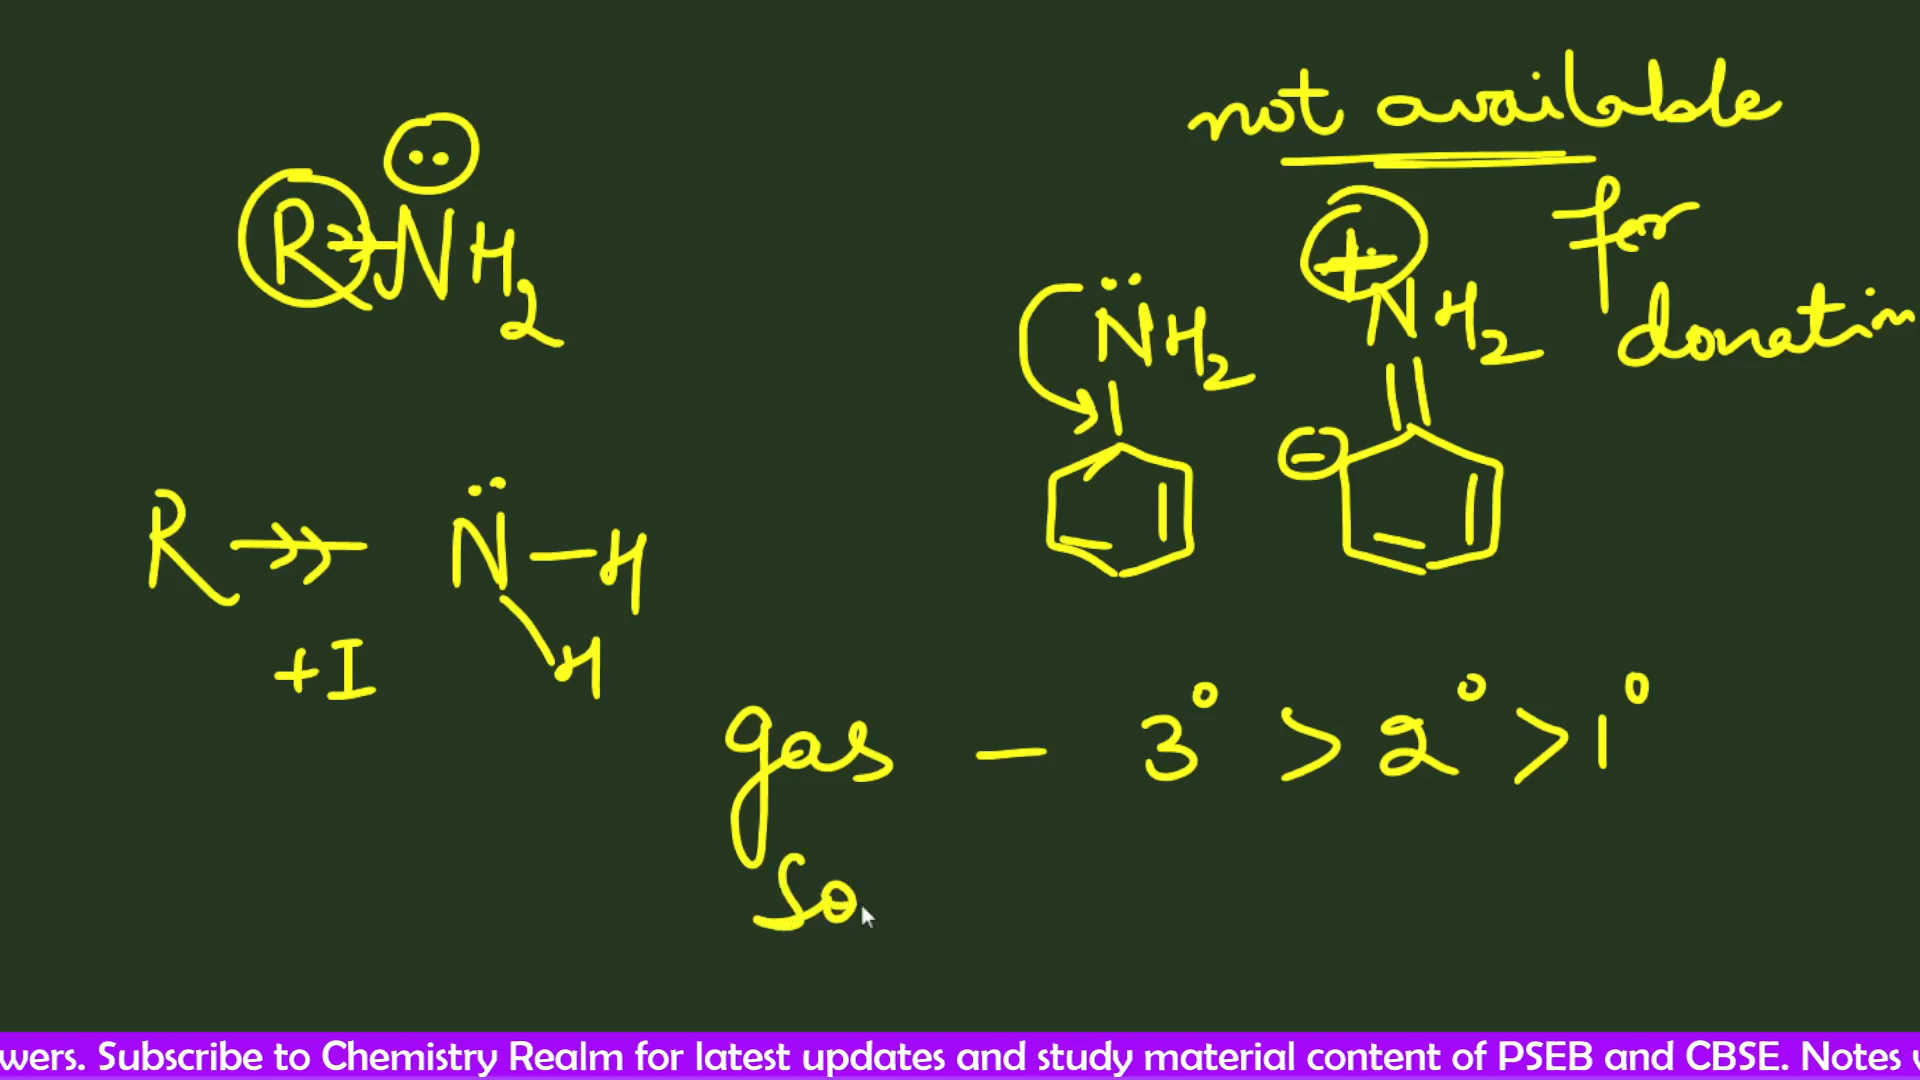 not available
for
donatin
R→NH2
N̈H2
+
NH2
⊖
R →→ N̈ – H
H
+I
gas – 3° > 2° > 1°
So
wers. Subscribe to Chemistry Realm for latest updates and study material content of PSEB and CBSE. Notes